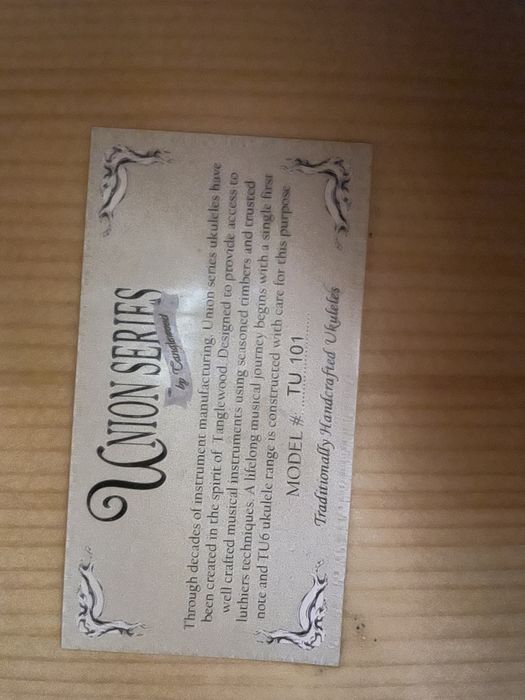 UNION SERIES
by Tanglewood
Through decades of instrument manufacturing. Union series ukuleles have
been created in the spirit of Tanglewood. Designed to provide access to
well crafted musical instruments using seasoned timbers and trusted
luthiers techniques. A lifelong musical journey begins with a single first
note and TU6 ukulele range is constructed with care for this purpose
MODEL # TU 101
Traditionally Handcrafted Ukuleles